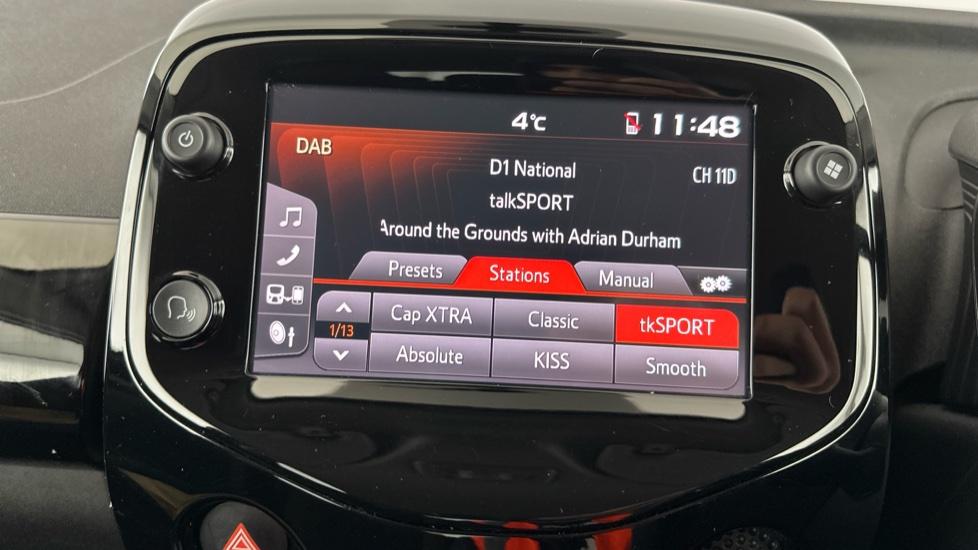 4°C 11:48
DAB
D1 National CH 11D
talkSPORT
Around the Grounds with Adrian Durham
Presets Stations Manual
Cap XTRA Classic tkSPORT
1/13
Absolute KISS Smooth